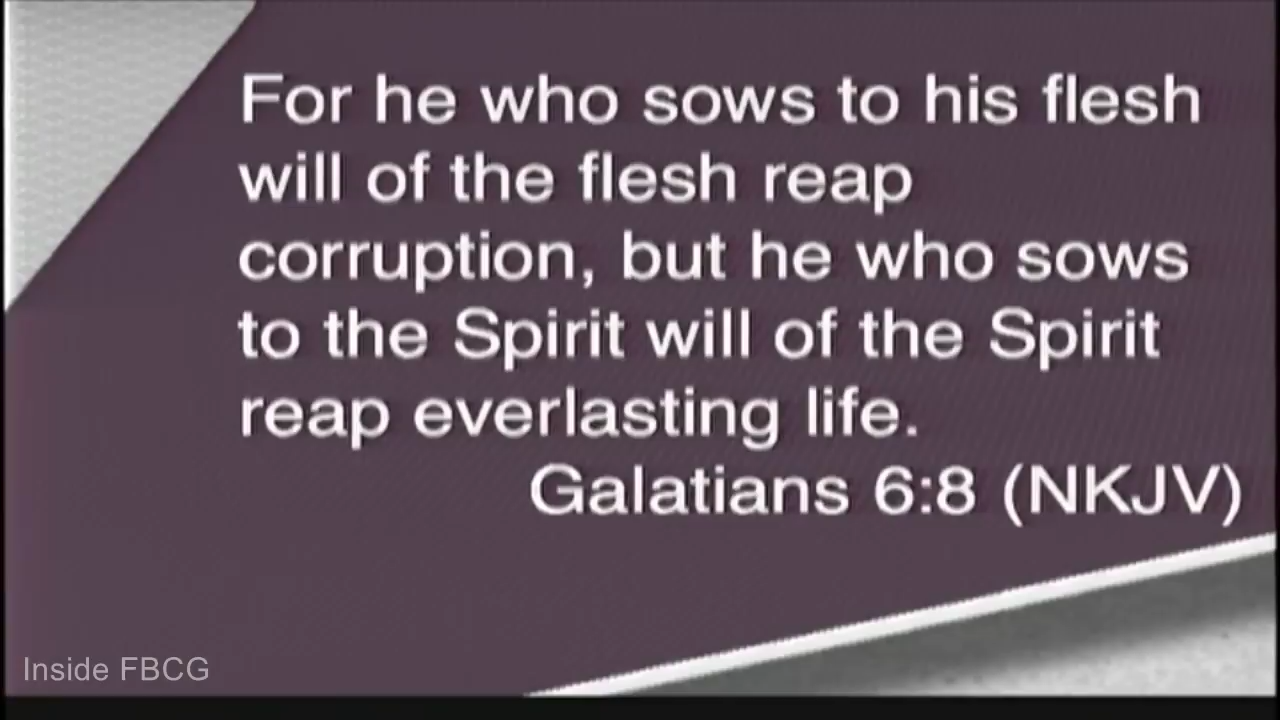 For he who sows to his flesh
will of the flesh reap
corruption, but he who sows
to the Spirit will of the Spirit
reap everlasting life.
Galatians 6:8 (NKJV)
Inside FBCG